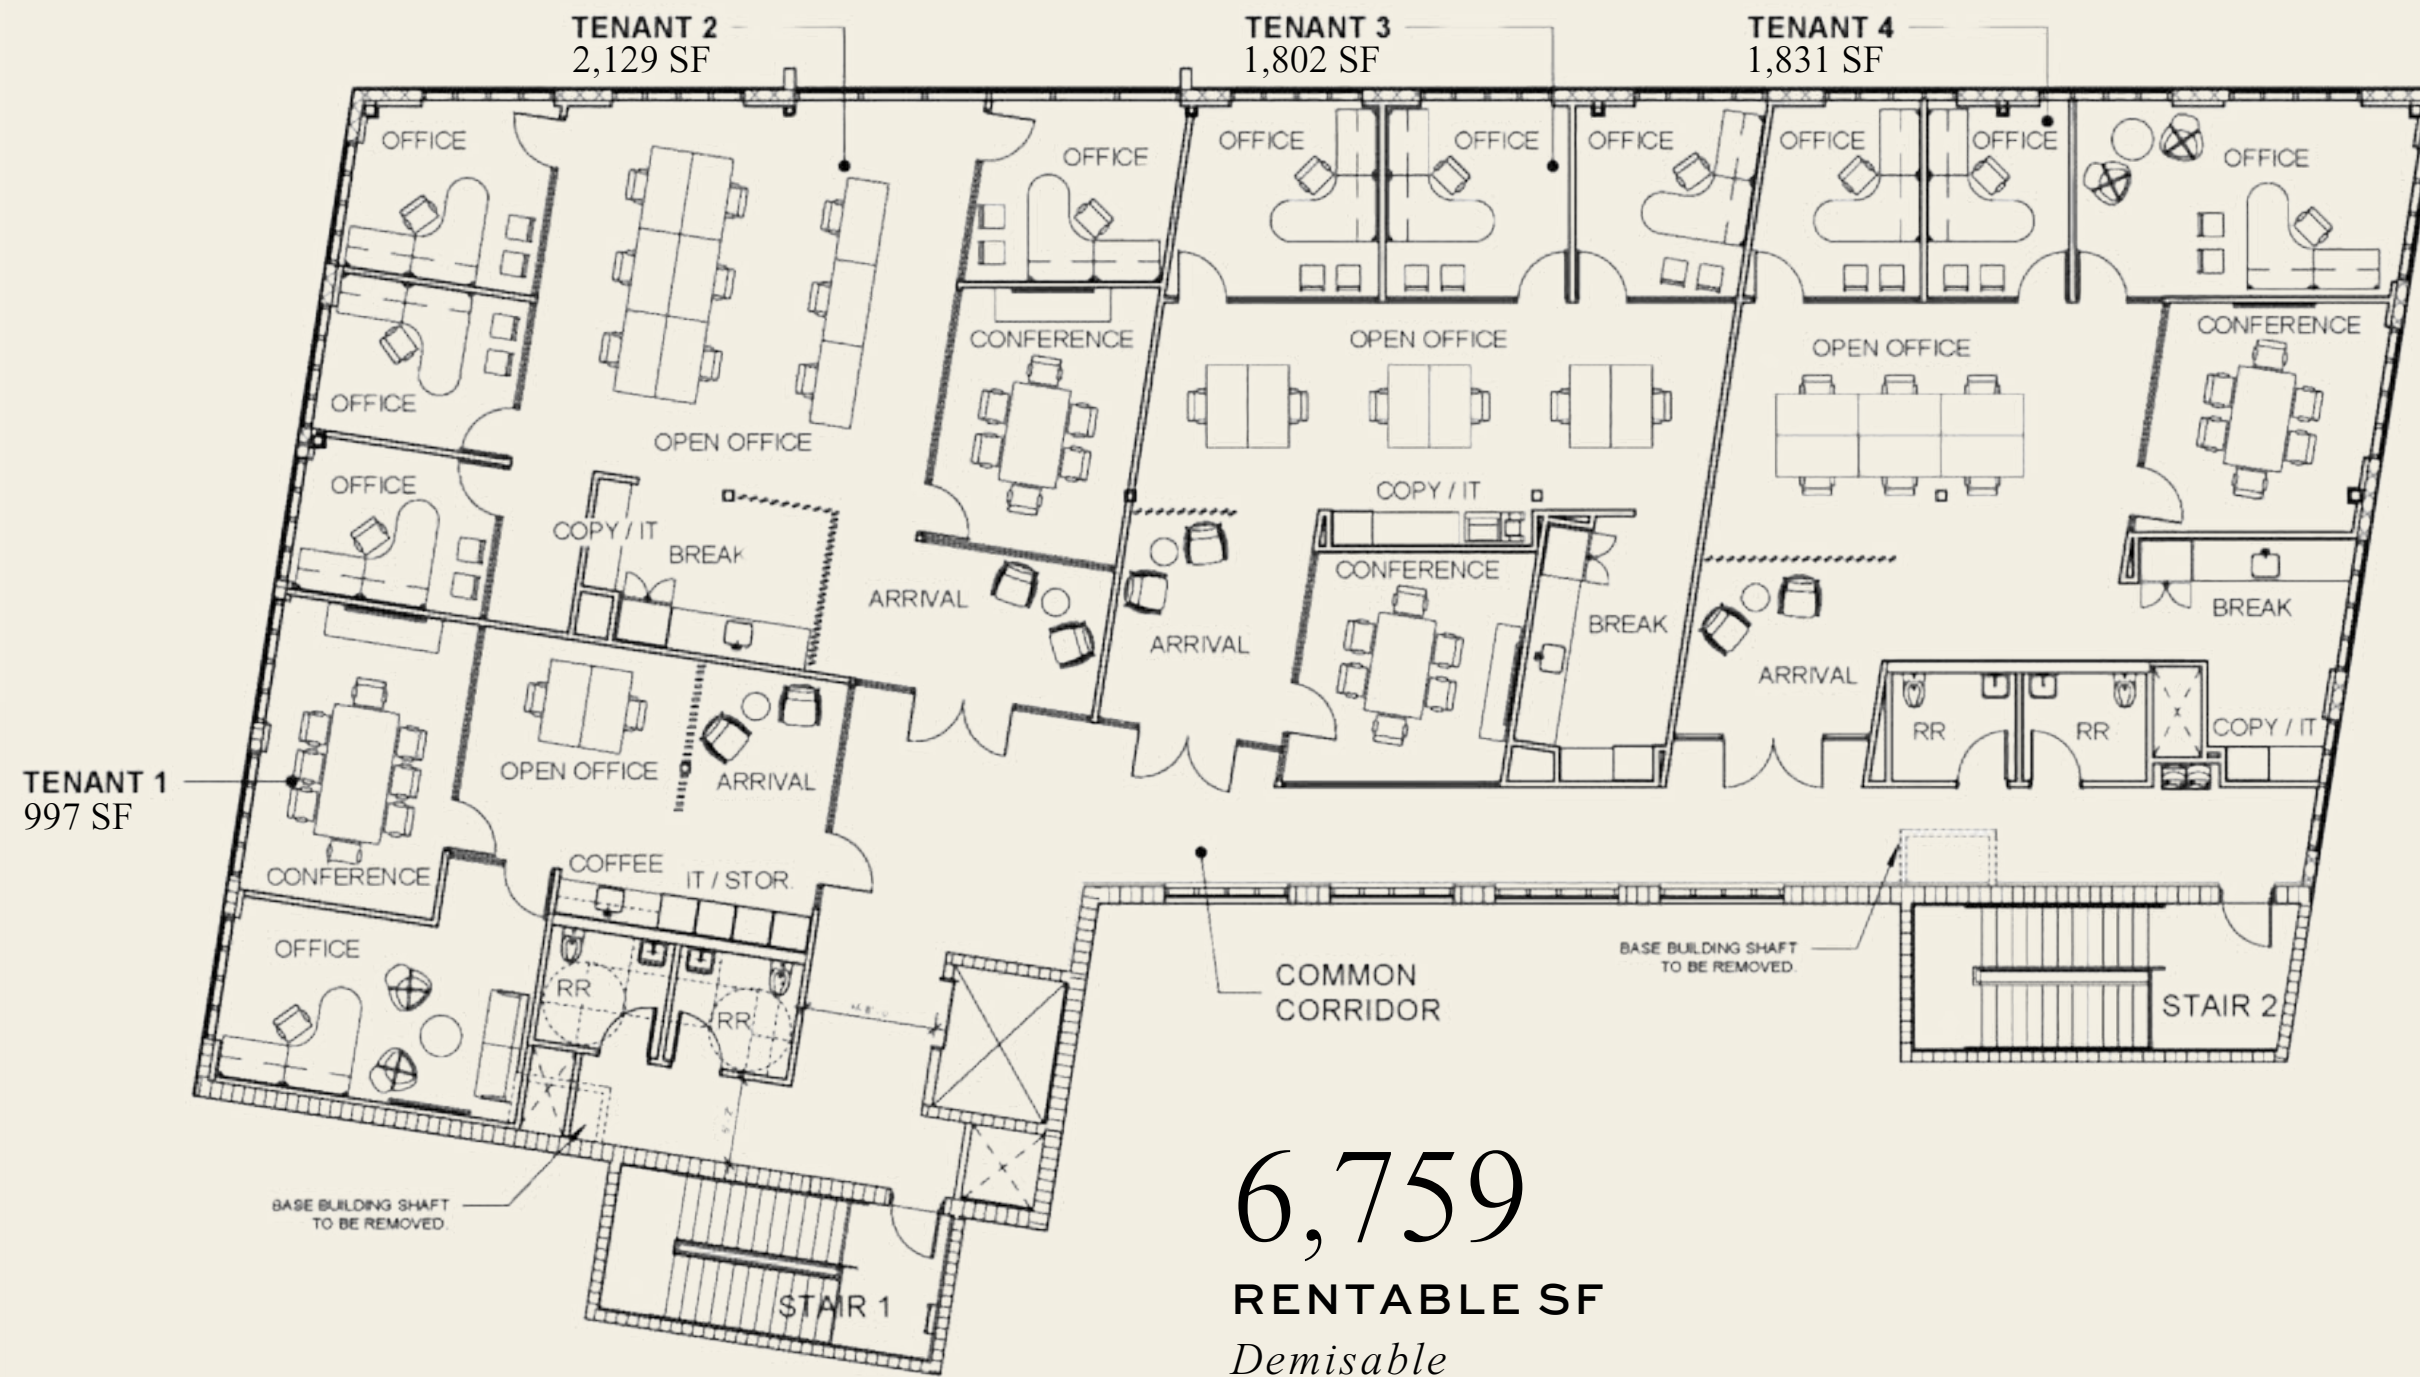 TENANT 2
2,129 SF
TENANT 3
1,802 SF
TENANT 4
1,831 SF
OFFICE
OFFICE
OFFICE
OFFICE
OFFICE
OFFICE
OFFICE
OFFICE
OFFICE
OFFICE
CONFERENCE
OPEN OFFICE
OPEN OFFICE
CONFERENCE
OPEN OFFICE
OFFICE
COPY / IT
COPY / IT
BREAK
ARRIVAL
CONFERENCE
BREAK
BREAK
ARRIVAL
ARRIVAL
RR
RR
COPY / IT
TENANT 1
997 SF
OPEN OFFICE
ARRIVAL
CONFERENCE
COFFEE
IT / STOR.
OFFICE
RR
RR
COMMON
CORRIDOR
BASE BUILDING SHAFT
TO BE REMOVED.
STAIR 2
BASE BUILDING SHAFT
TO BE REMOVED.
STAIR 1
6,759
RENTABLE SF
Demisable